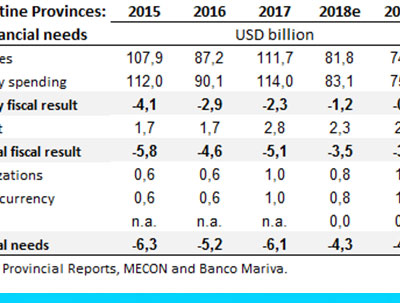 tine Provinces: 2015 2016 2017 2018e 20
nancial needs USD billion
es 107,9 87,2 111,7 81,8 74
y spending 112,0 90,1 114,0 83,1 75
y fiscal result -4,1 -2,9 -2,3 -1,2 -0
t 1,7 1,7 2,8 2,3 2
al fiscal result -5,8 -4,6 -5,1 -3,5 -3
zations 0,6 0,6 1,0 0,8 1
currency 0,6 0,6 1,0 0,8 1
n.a. n.a. n.a. 0,0 0
al needs -6,3 -5,2 -6,1 -4,3 -4
Provincial Reports, MECON and Banco Mariva.